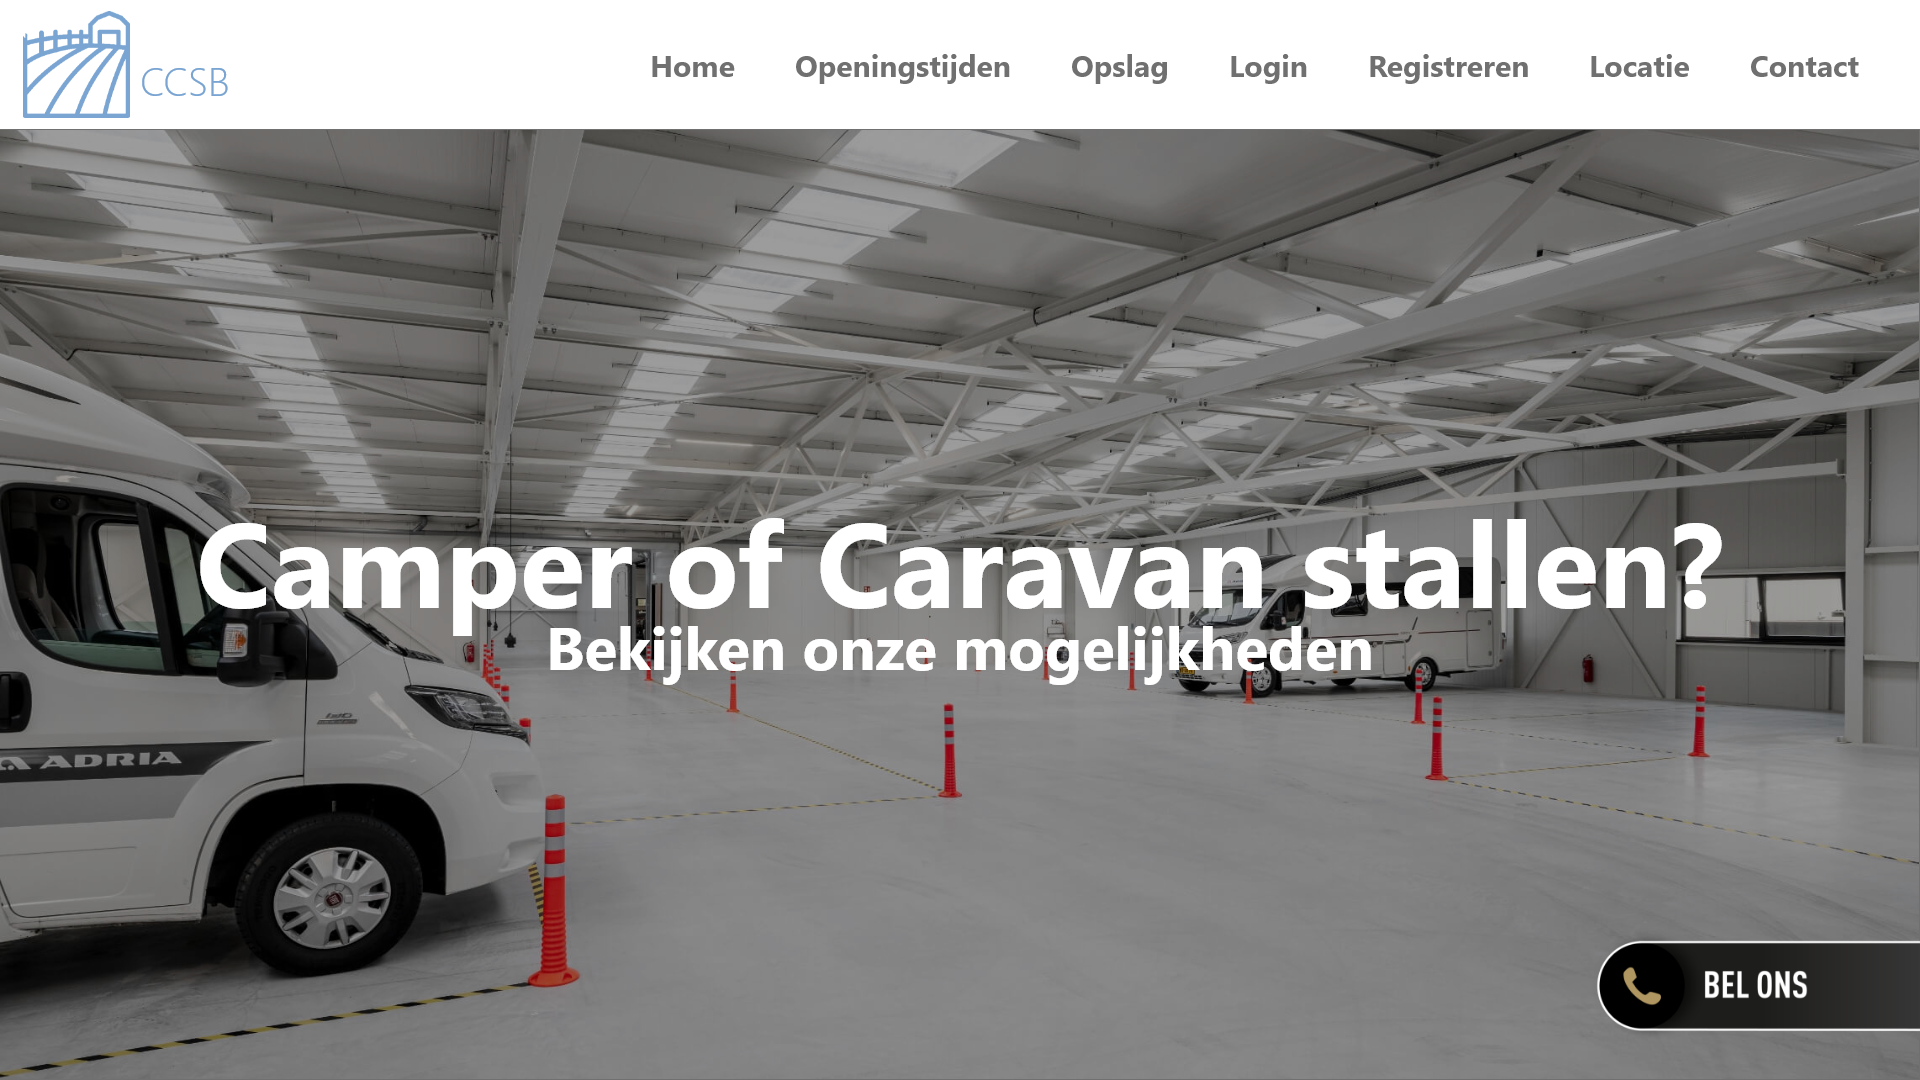 CCSB
Home Openingstijden Opslag Login Registreren Locatie Contact
Camper of Caravan stallen?
Bekijken onze mogelijkheden
ADRIA
BEL ONS